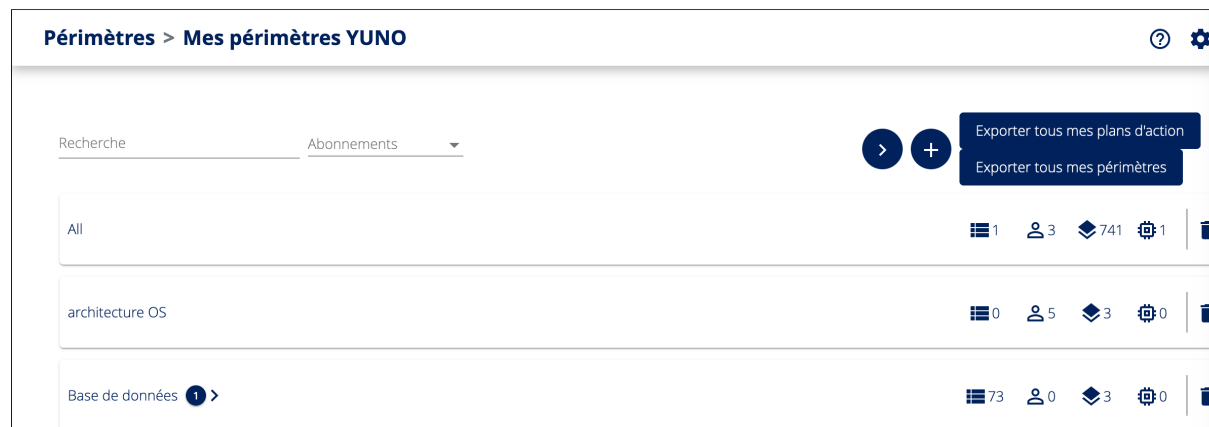 Périmètres > Mes périmètres YUNO
Recherche
Abonnements
Exporter tous mes plans d'action
Exporter tous mes périmètres
All 1 3 741 1
architecture OS 0 5 3 0
Base de données 1 73 0 3 0